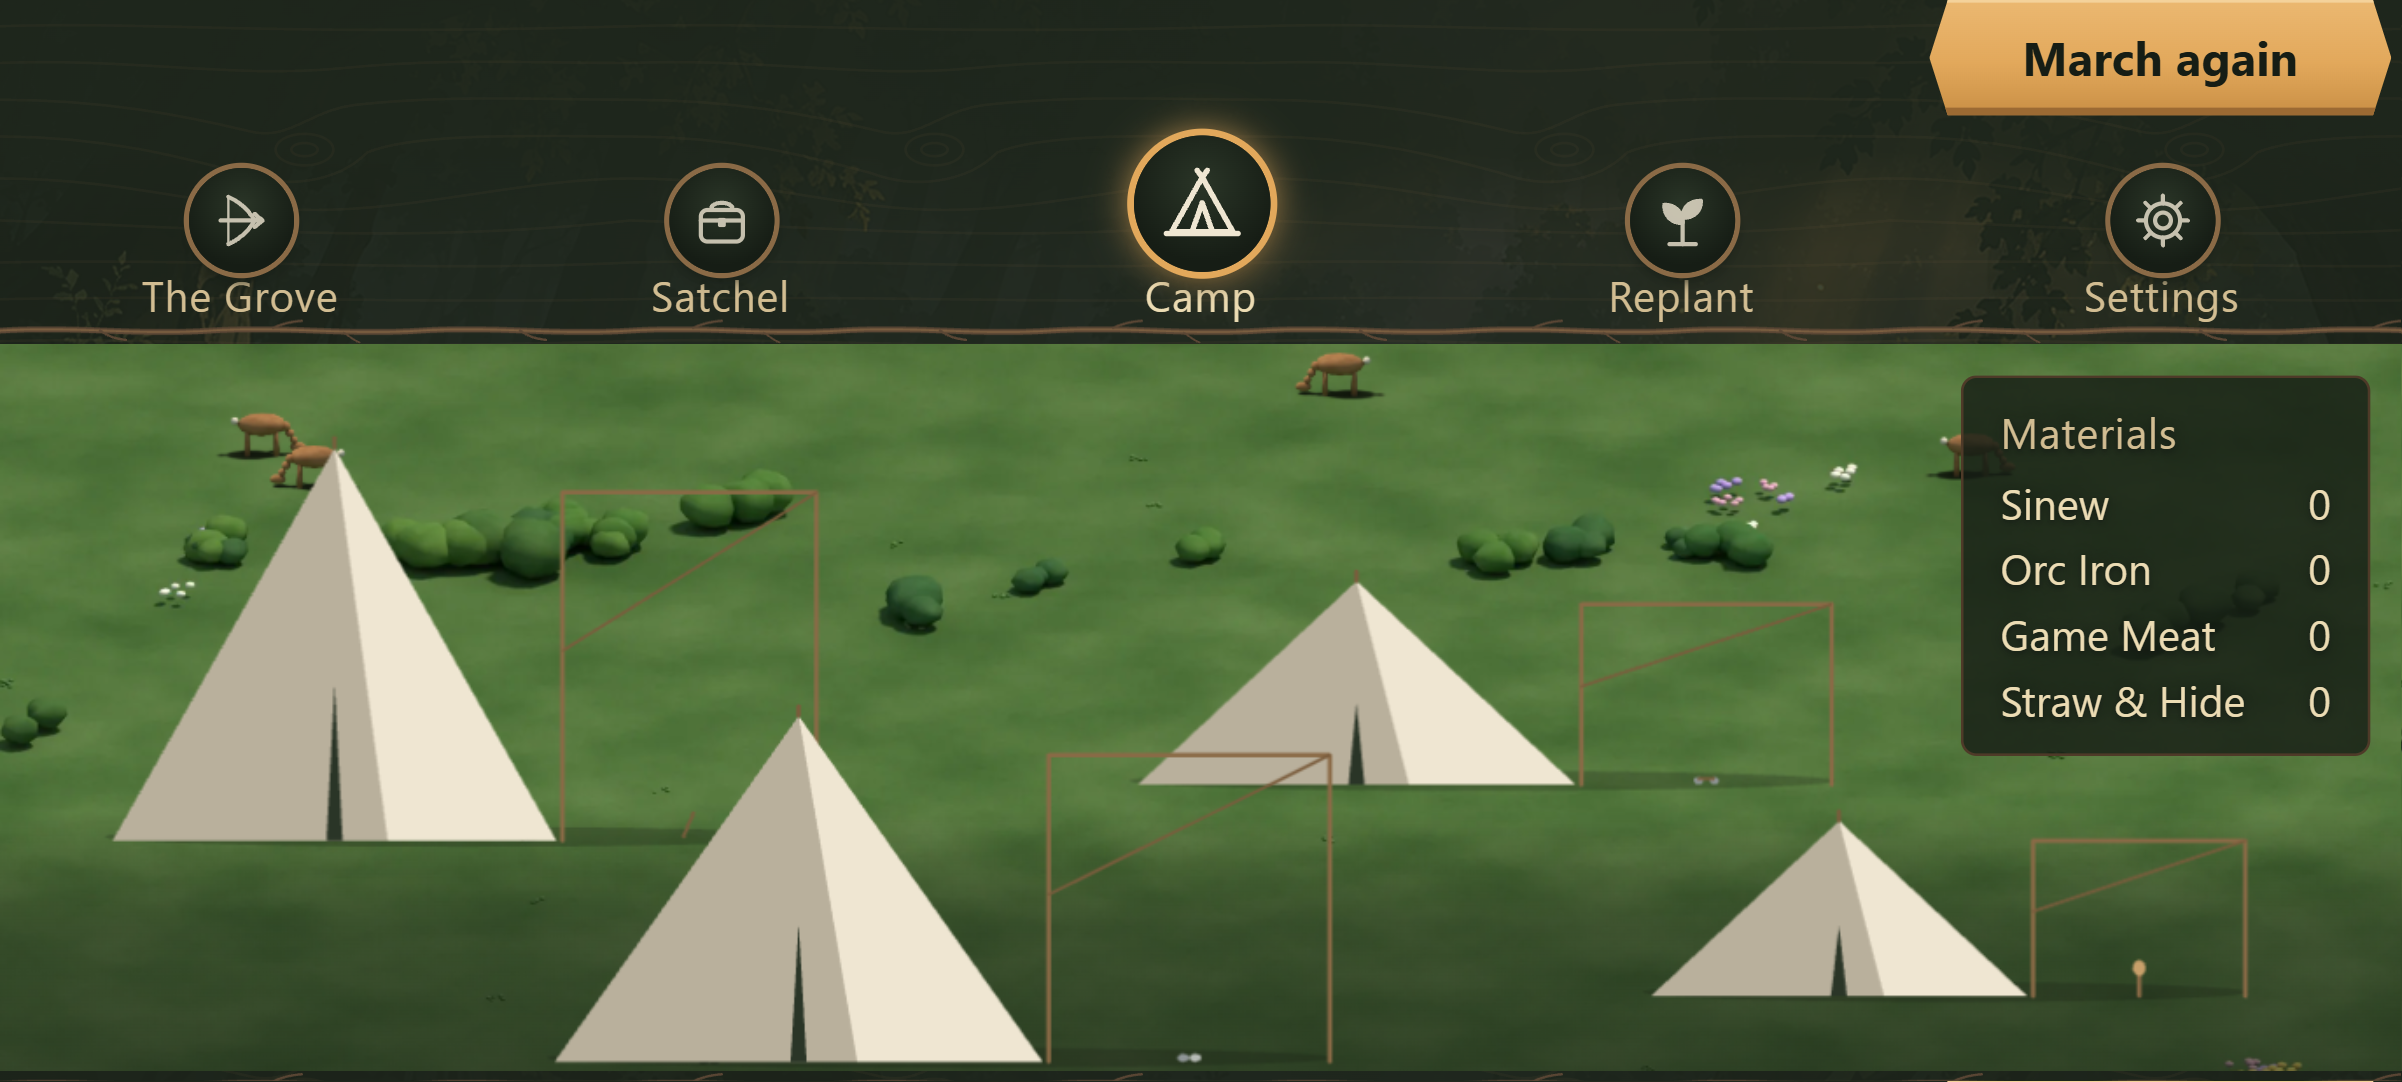 March again
The Grove
Satchel
Camp
Replant
Settings
Materials
Sinew 0
Orc Iron 0
Game Meat 0
Straw & Hide 0